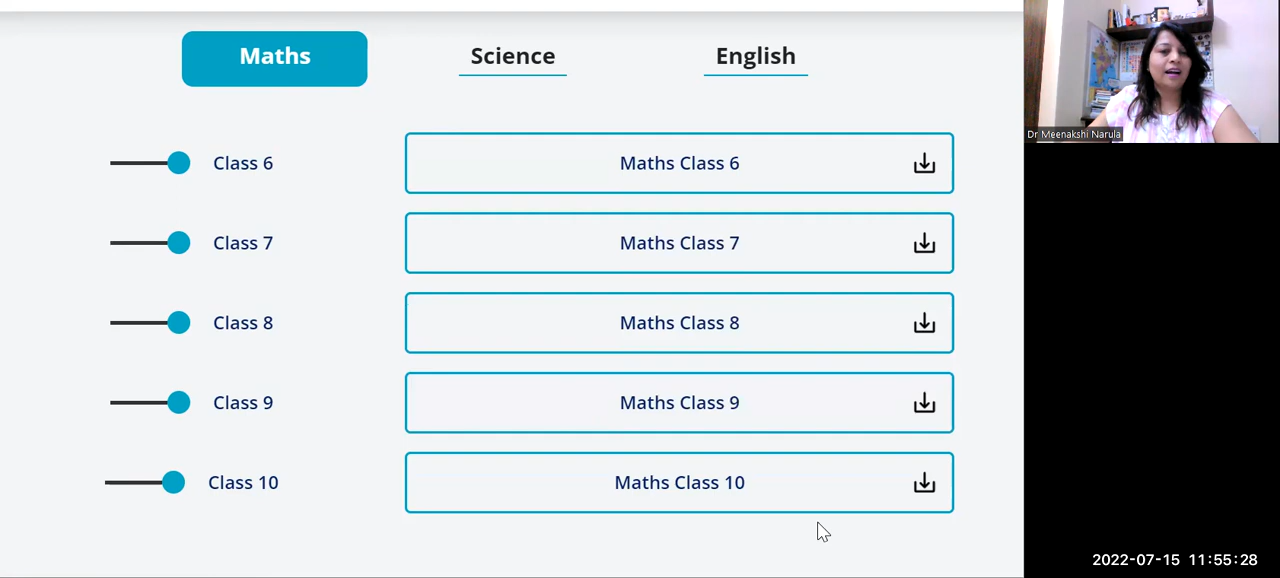 Maths Science English
Class 6 Maths Class 6
Class 7 Maths Class 7
Class 8 Maths Class 8
Class 9 Maths Class 9
Class 10 Maths Class 10
Dr Meenakshi Narula
2022-07-15 11:55:28